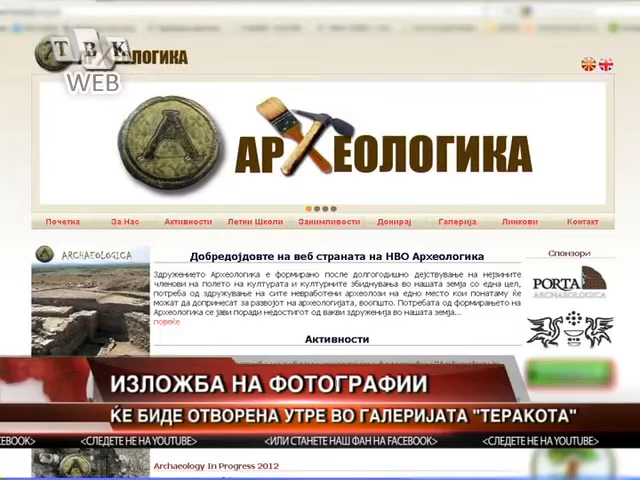 ТВК
WEB
АРХЕОЛОГИКА
АРХЕОЛОГИКА
Почетна За Нас Активности Летни Школи Занимливости Донирај Галерија Линкови Контакт
ARCHAEOLOGICA
Добредојдовте на веб страната на НВО Археологика
Спонзори
Здружението Археологика е формирано после долгогодишно дејствување на нејзините
членови на полето на културата и културните збиднувања во нашата земја со една цел,
потреба од здружување на сите невработени археолози на едно место кои понатаму ќе
можат да допринесат за развојот на археологијата, воопшто. Потребата од формирањето на
Археологика се јави поради недостигот од вакви здруженија во нашата земја...
повеќе
PORTA
ARCHAEOLOGICA
Активности
ИЗЛОЖБА НА ФОТОГРАФИИ
ЌЕ БИДЕ ОТВОРЕНА УТРЕ ВО ГАЛЕРИЈАТА "ТЕРАКОТА"
CEBOOK> <СЛЕДЕТЕ НЕ НА YOUTUBE> <ИЛИ СТАНЕТЕ НАШ ФАН НА FACEBOOK> <СЛЕДЕТЕ НЕ НА YOUTUBE>
Archaeology In Progress 2012